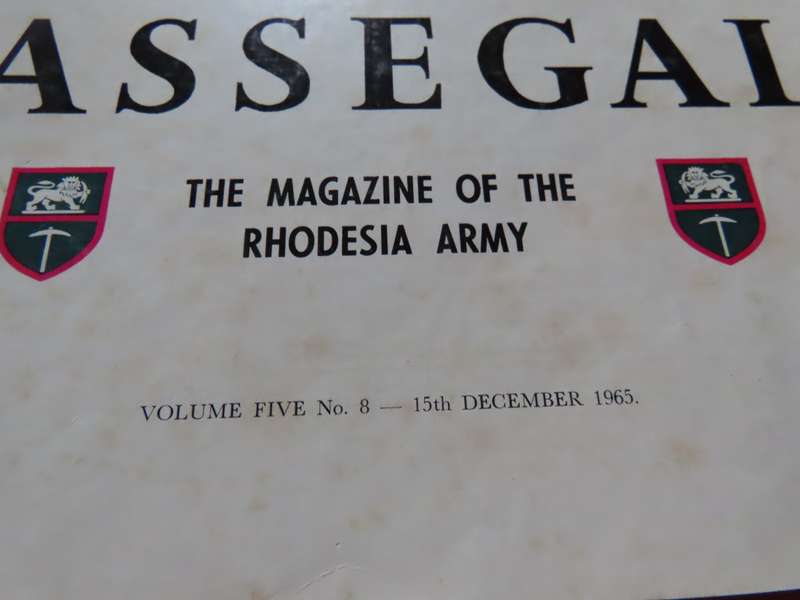 ASSEGAI
THE MAGAZINE OF THE
RHODESIA ARMY
VOLUME FIVE No. 8 — 15th DECEMBER 1965.